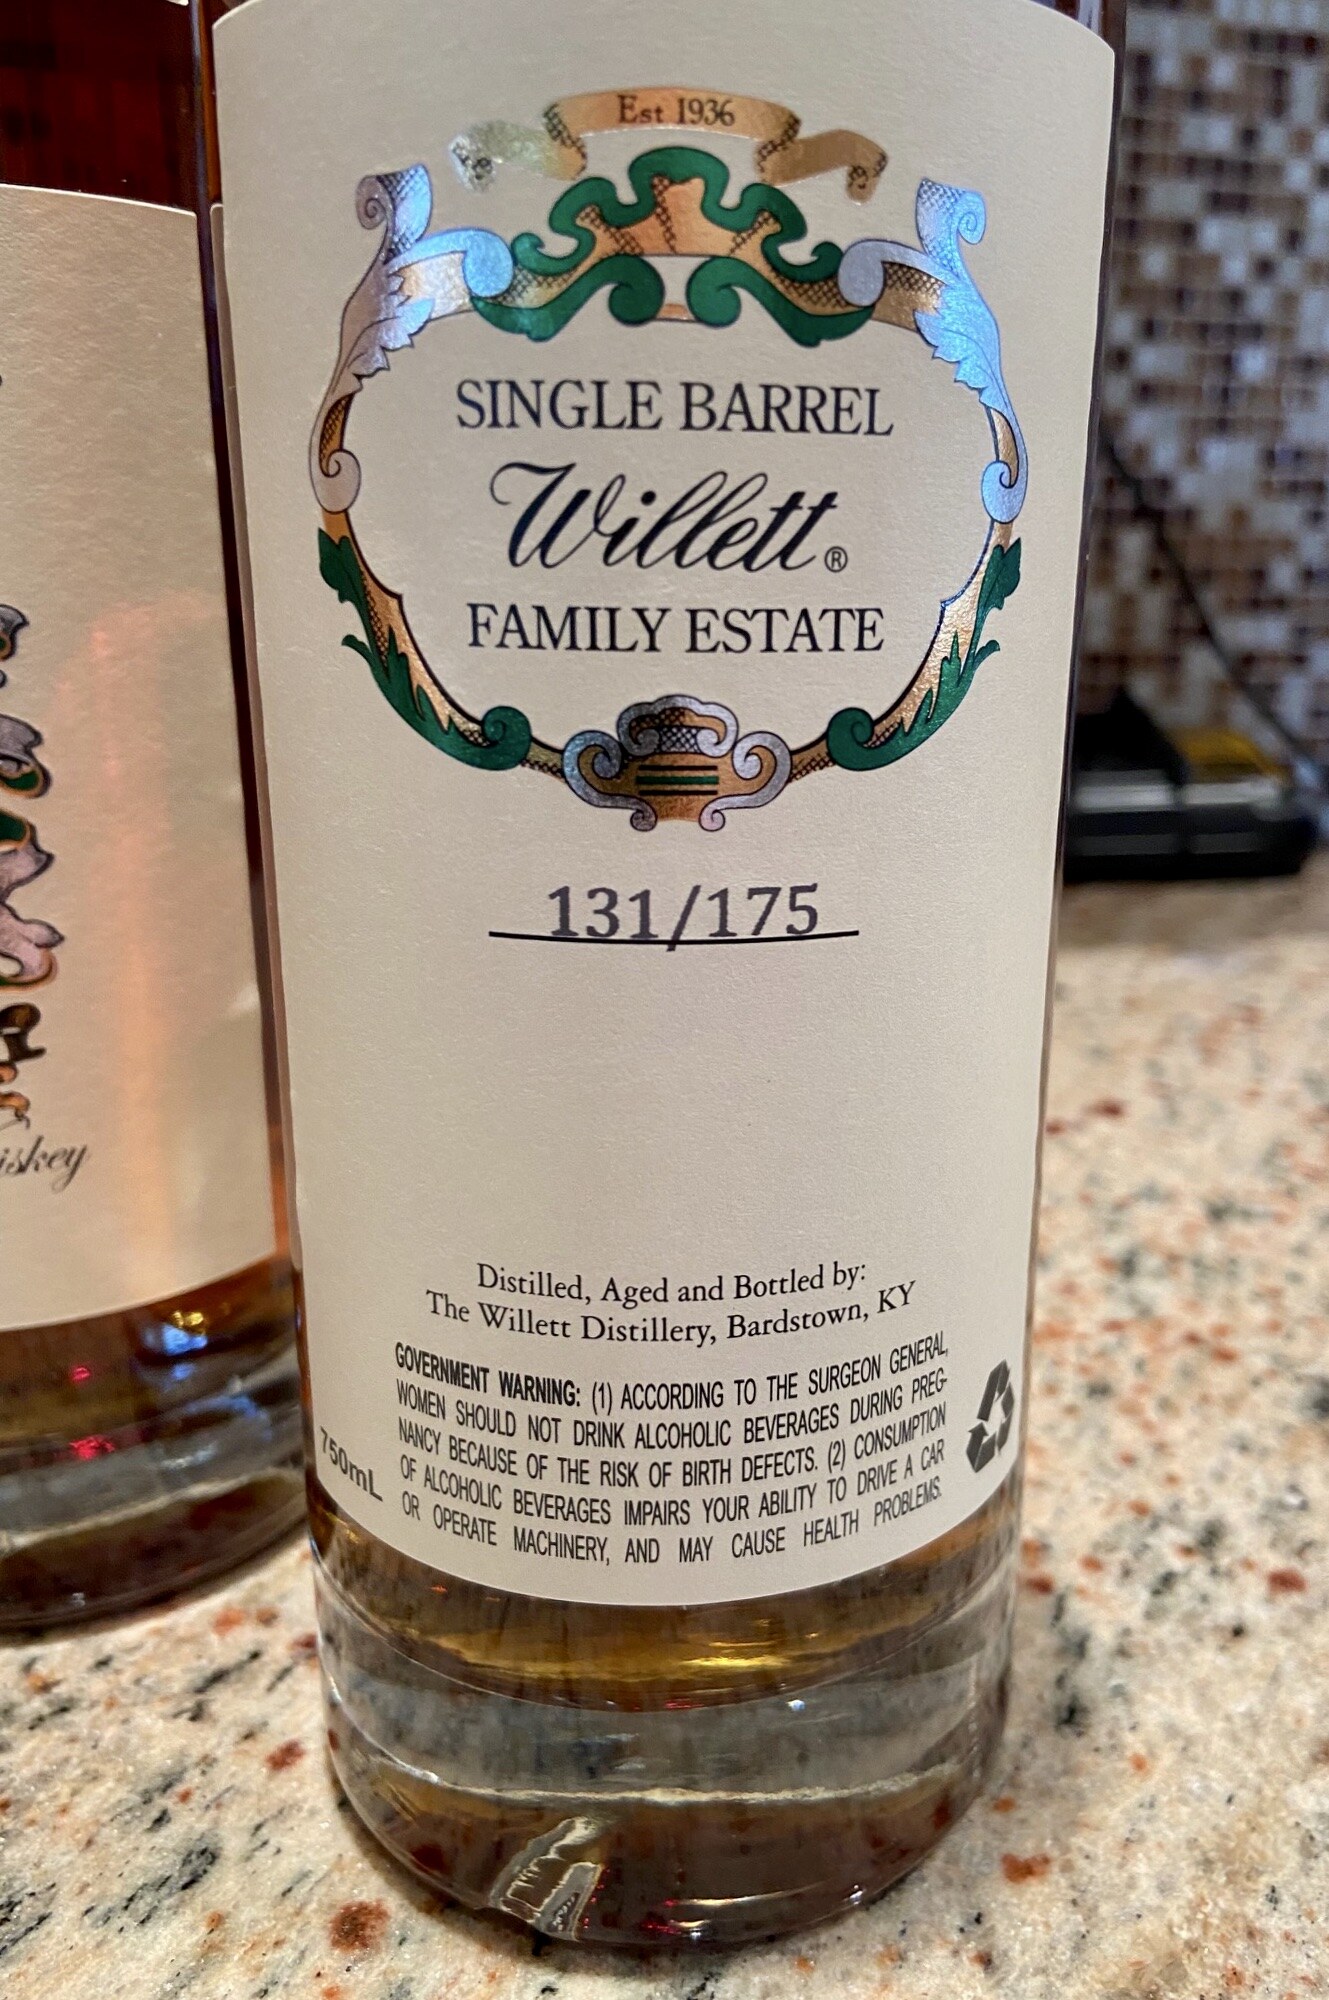 Est 1936
SINGLE BARREL
Willett®
FAMILY ESTATE
131/175
Distilled, Aged and Bottled by:
The Willett Distillery, Bardstown, KY
GOVERNMENT WARNING: (1) ACCORDING TO THE SURGEON GENERAL,
WOMEN SHOULD NOT DRINK ALCOHOLIC BEVERAGES DURING PREG-
NANCY BECAUSE OF THE RISK OF BIRTH DEFECTS. (2) CONSUMPTION
OF ALCOHOLIC BEVERAGES IMPAIRS YOUR ABILITY TO DRIVE A CAR
OR OPERATE MACHINERY, AND MAY CAUSE HEALTH PROBLEMS.
750mL